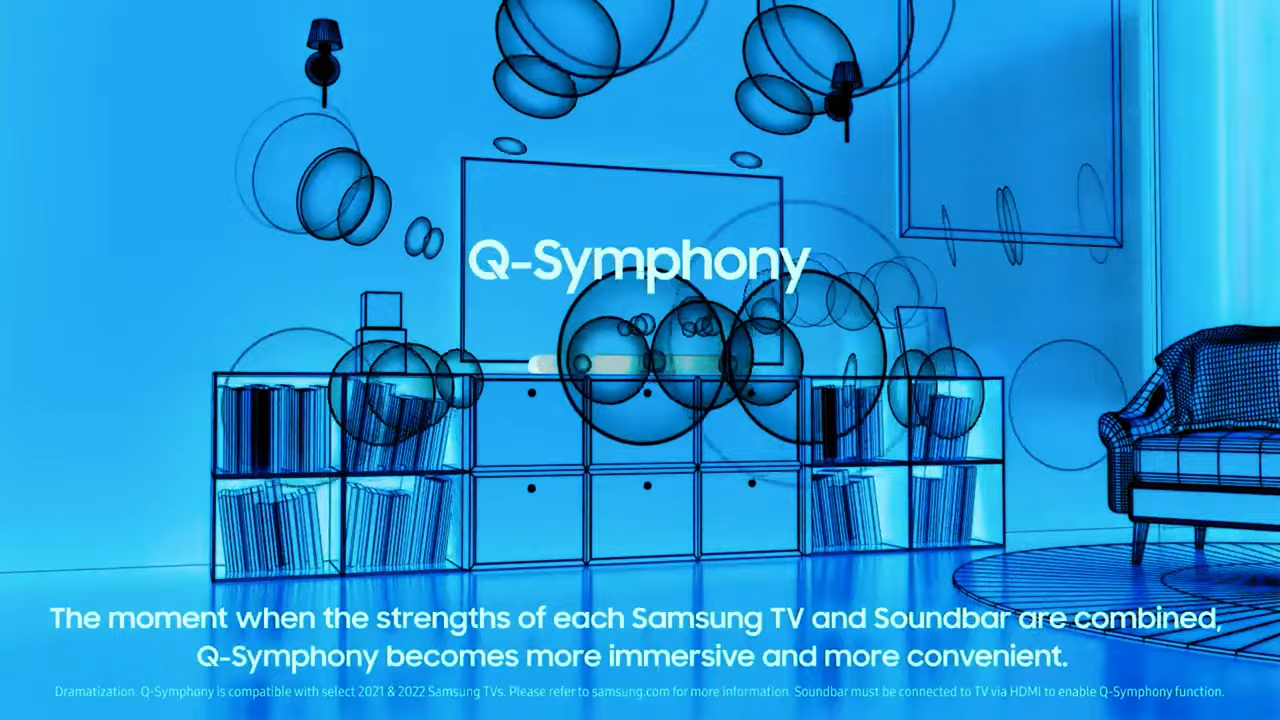 Q-Symphony
The moment when the strengths of each Samsung TV and Soundbar are combined,
Q-Symphony becomes more immersive and more convenient.
Dramatization. Q-Symphony is compatible with select 2021 & 2022 Samsung TVs. Please refer to samsung.com for more information. Soundbar must be connected to TV via HDMI to enable Q-Symphony function.